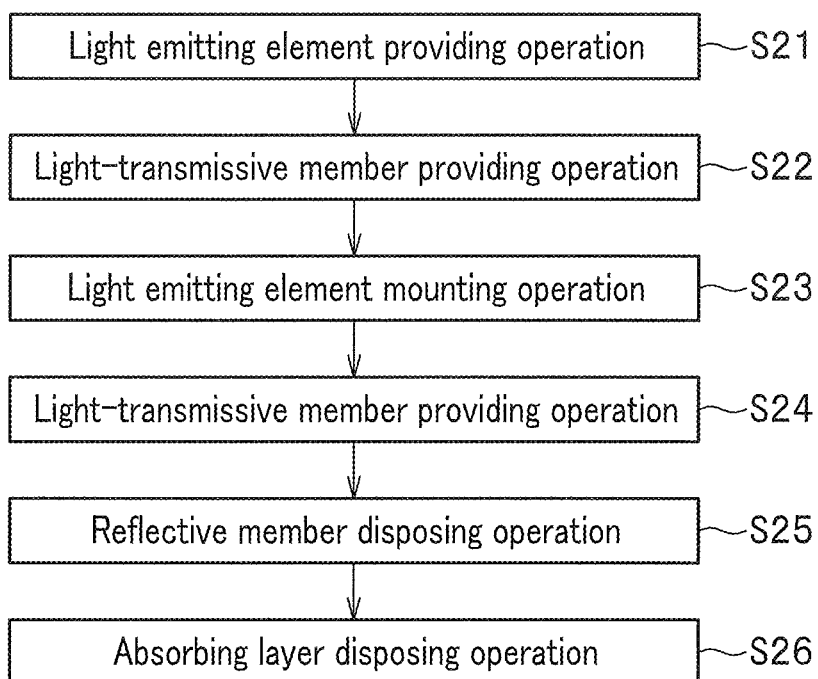 Light emitting element providing operation S21
Light-transmissive member providing operation S22
Light emitting element mounting operation S23
Light-transmissive member providing operation S24
Reflective member disposing operation S25
Absorbing layer disposing operation S26